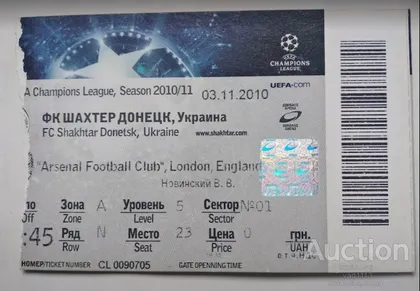 CHAMPIONS
LEAGUE
A Champions League, Season 2010/11 03.11.2010 UEFA.com
ФК ШАХТЕР ДОНЕЦК, Украина
FC Shakhtar Donetsk, Ukraine www.shakhtar.com
"Arsenal Football Club", London, England
Новинский В. В.
ло Зона A Уровень 5 Сектор №01
Off Zone Level Sector
:45 Ряд N Место 23 Цена 0 грн.
Row Seat Price UAH
НОМЕР/TICKET NUMBER CL 0090705 GATE OPENING TIME
Auction